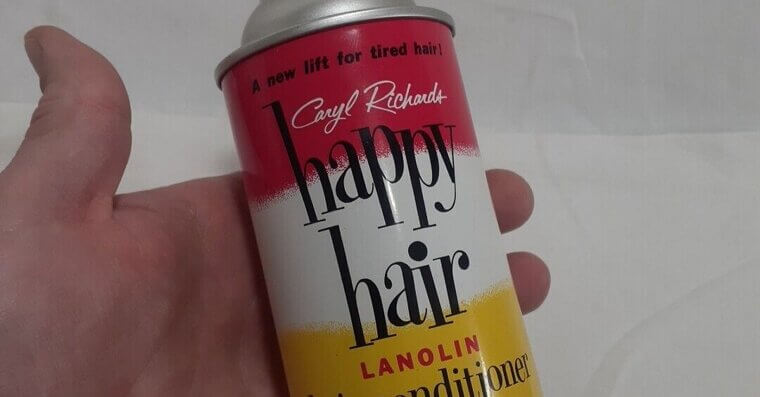 A new lift for tired hair!
Caryl Richards
happy
hair
LANOLIN